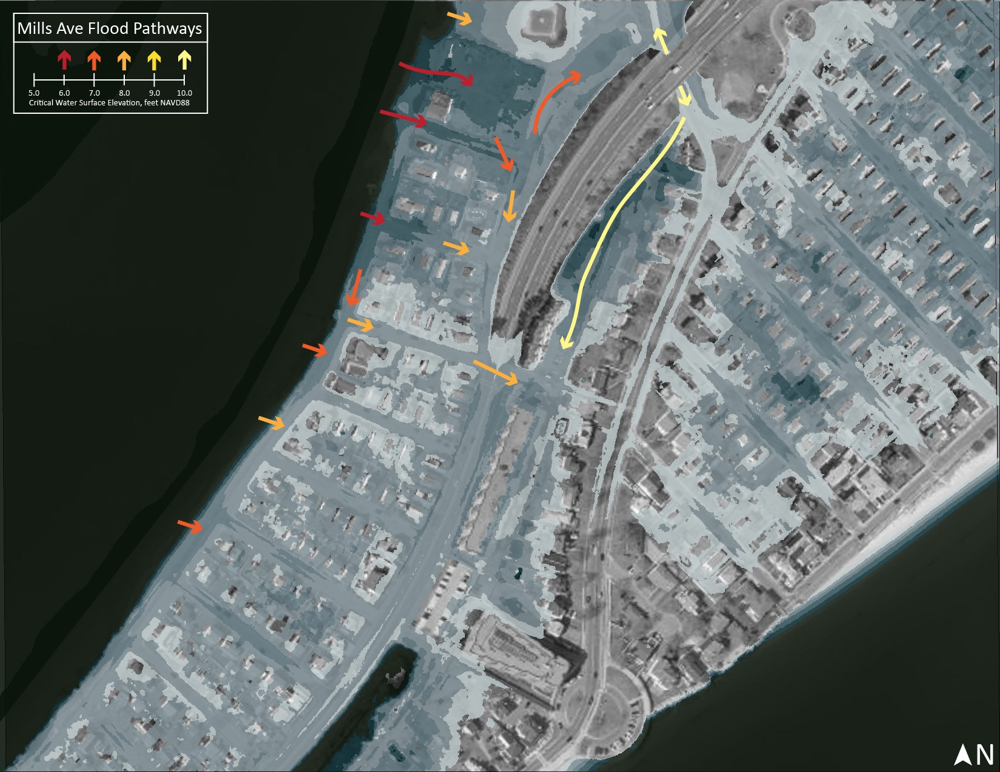 Mills Ave Flood Pathways
5.0 6.0 7.0 8.0 9.0 10.0
Critical Water Surface Elevation, feet NAVD88
N